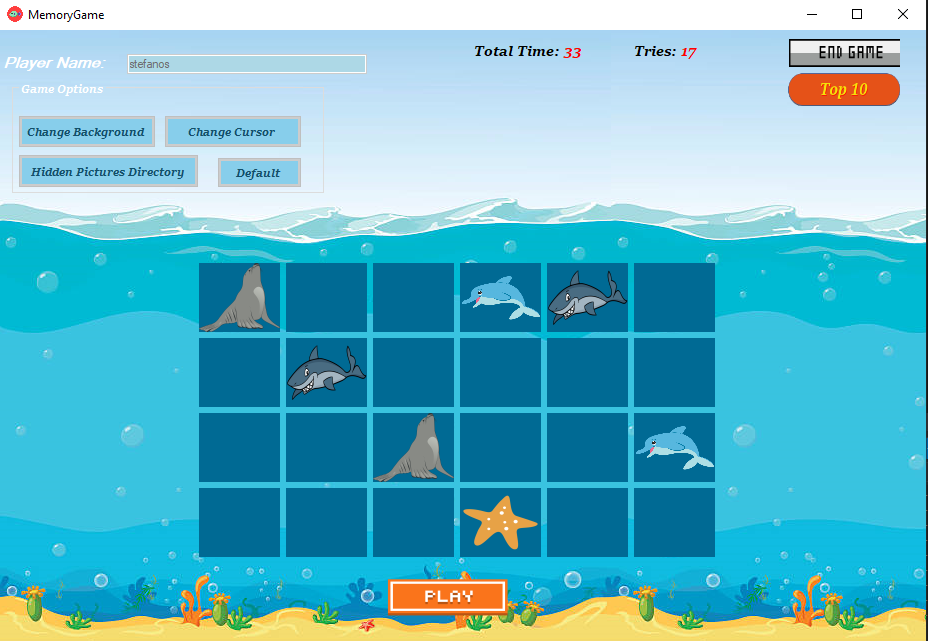 MemoryGame
Total Time: 33
Tries: 17
END GAME
Player Name:
stefanos
Top 10
Game Options
Change Background
Change Cursor
Hidden Pictures Directory
Default
PLAY